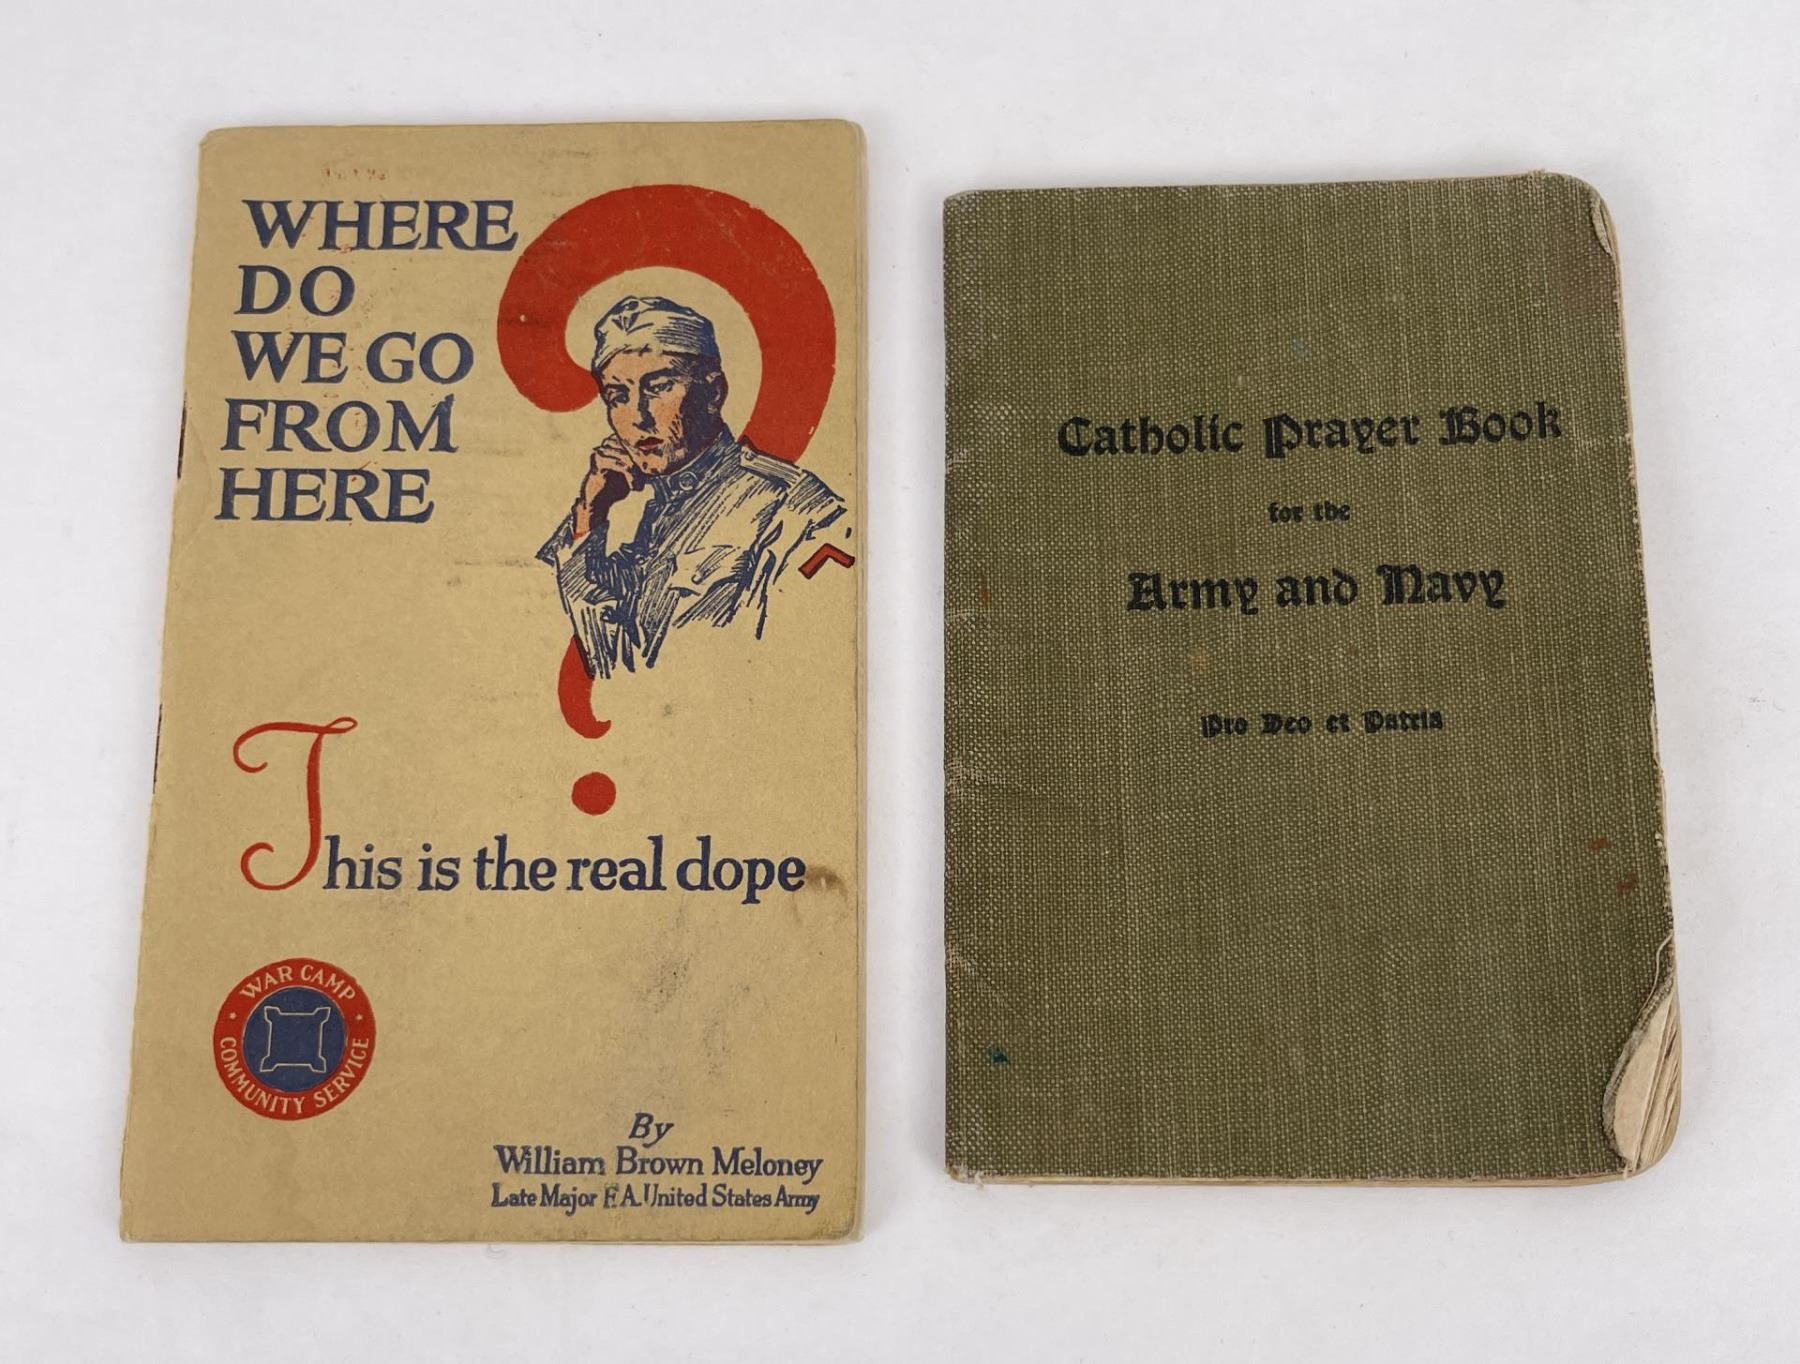 WHERE
DO
WE GO
FROM
HERE
This is the real dope
WAR CAMP
COMMUNITY SERVICE
By
William Brown Meloney
Late Major F.A. United States Army
Catholic Prayer Book
for the
Army and Navy
Pro Deo et Patria